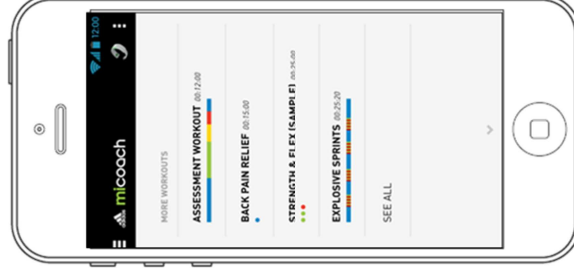 12:00
micoach
MORE WORKOUTS
ASSESSMENT WORKOUT 00:12:00
BACK PAIN RELIEF 00:15:00
STRENGTH & FLEX (SAMPLE) 00:25:00
EXPLOSIVE SPRINTS 00:25:20
SEE ALL